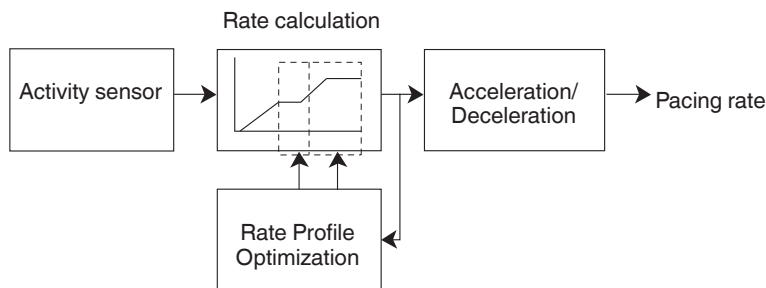 Rate calculation
Activity sensor
Acceleration/
Deceleration
Pacing rate
Rate Profile
Optimization